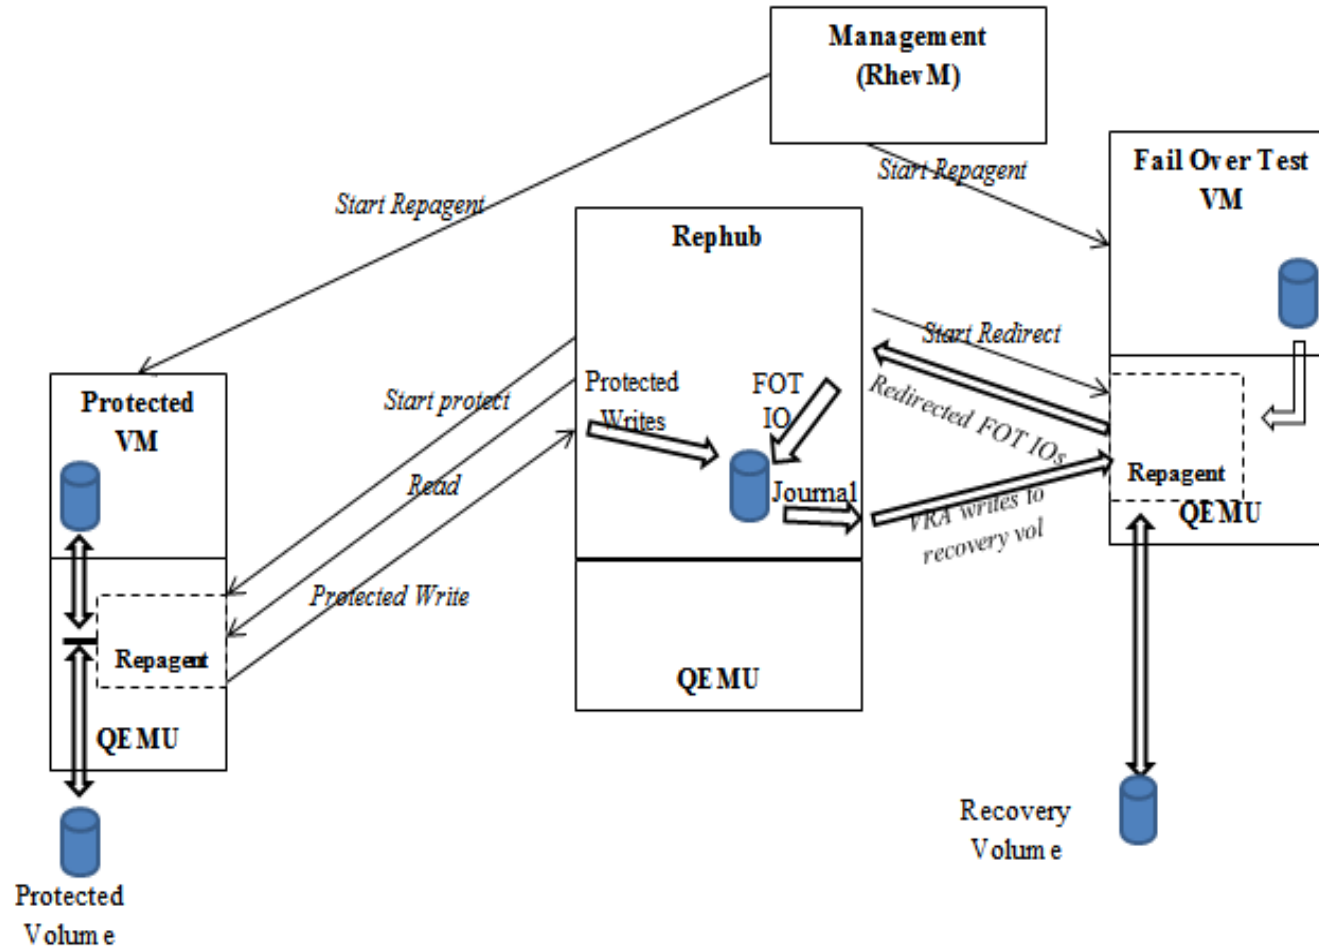 Management
(RhevM)
Fail Over Test
VM
Start Repagent
Start Repagent
Rephub
Start Redirect
Protected
VM
Start protect
Protected
Writes
FOT
IO
Redirected FOT IOs
Read
Journal
Repagent
QEMU
VRA writes to
recovery vol
Protected Write
Repagent
QEMU
QEMU
Recovery
Volume
Protected
Volume